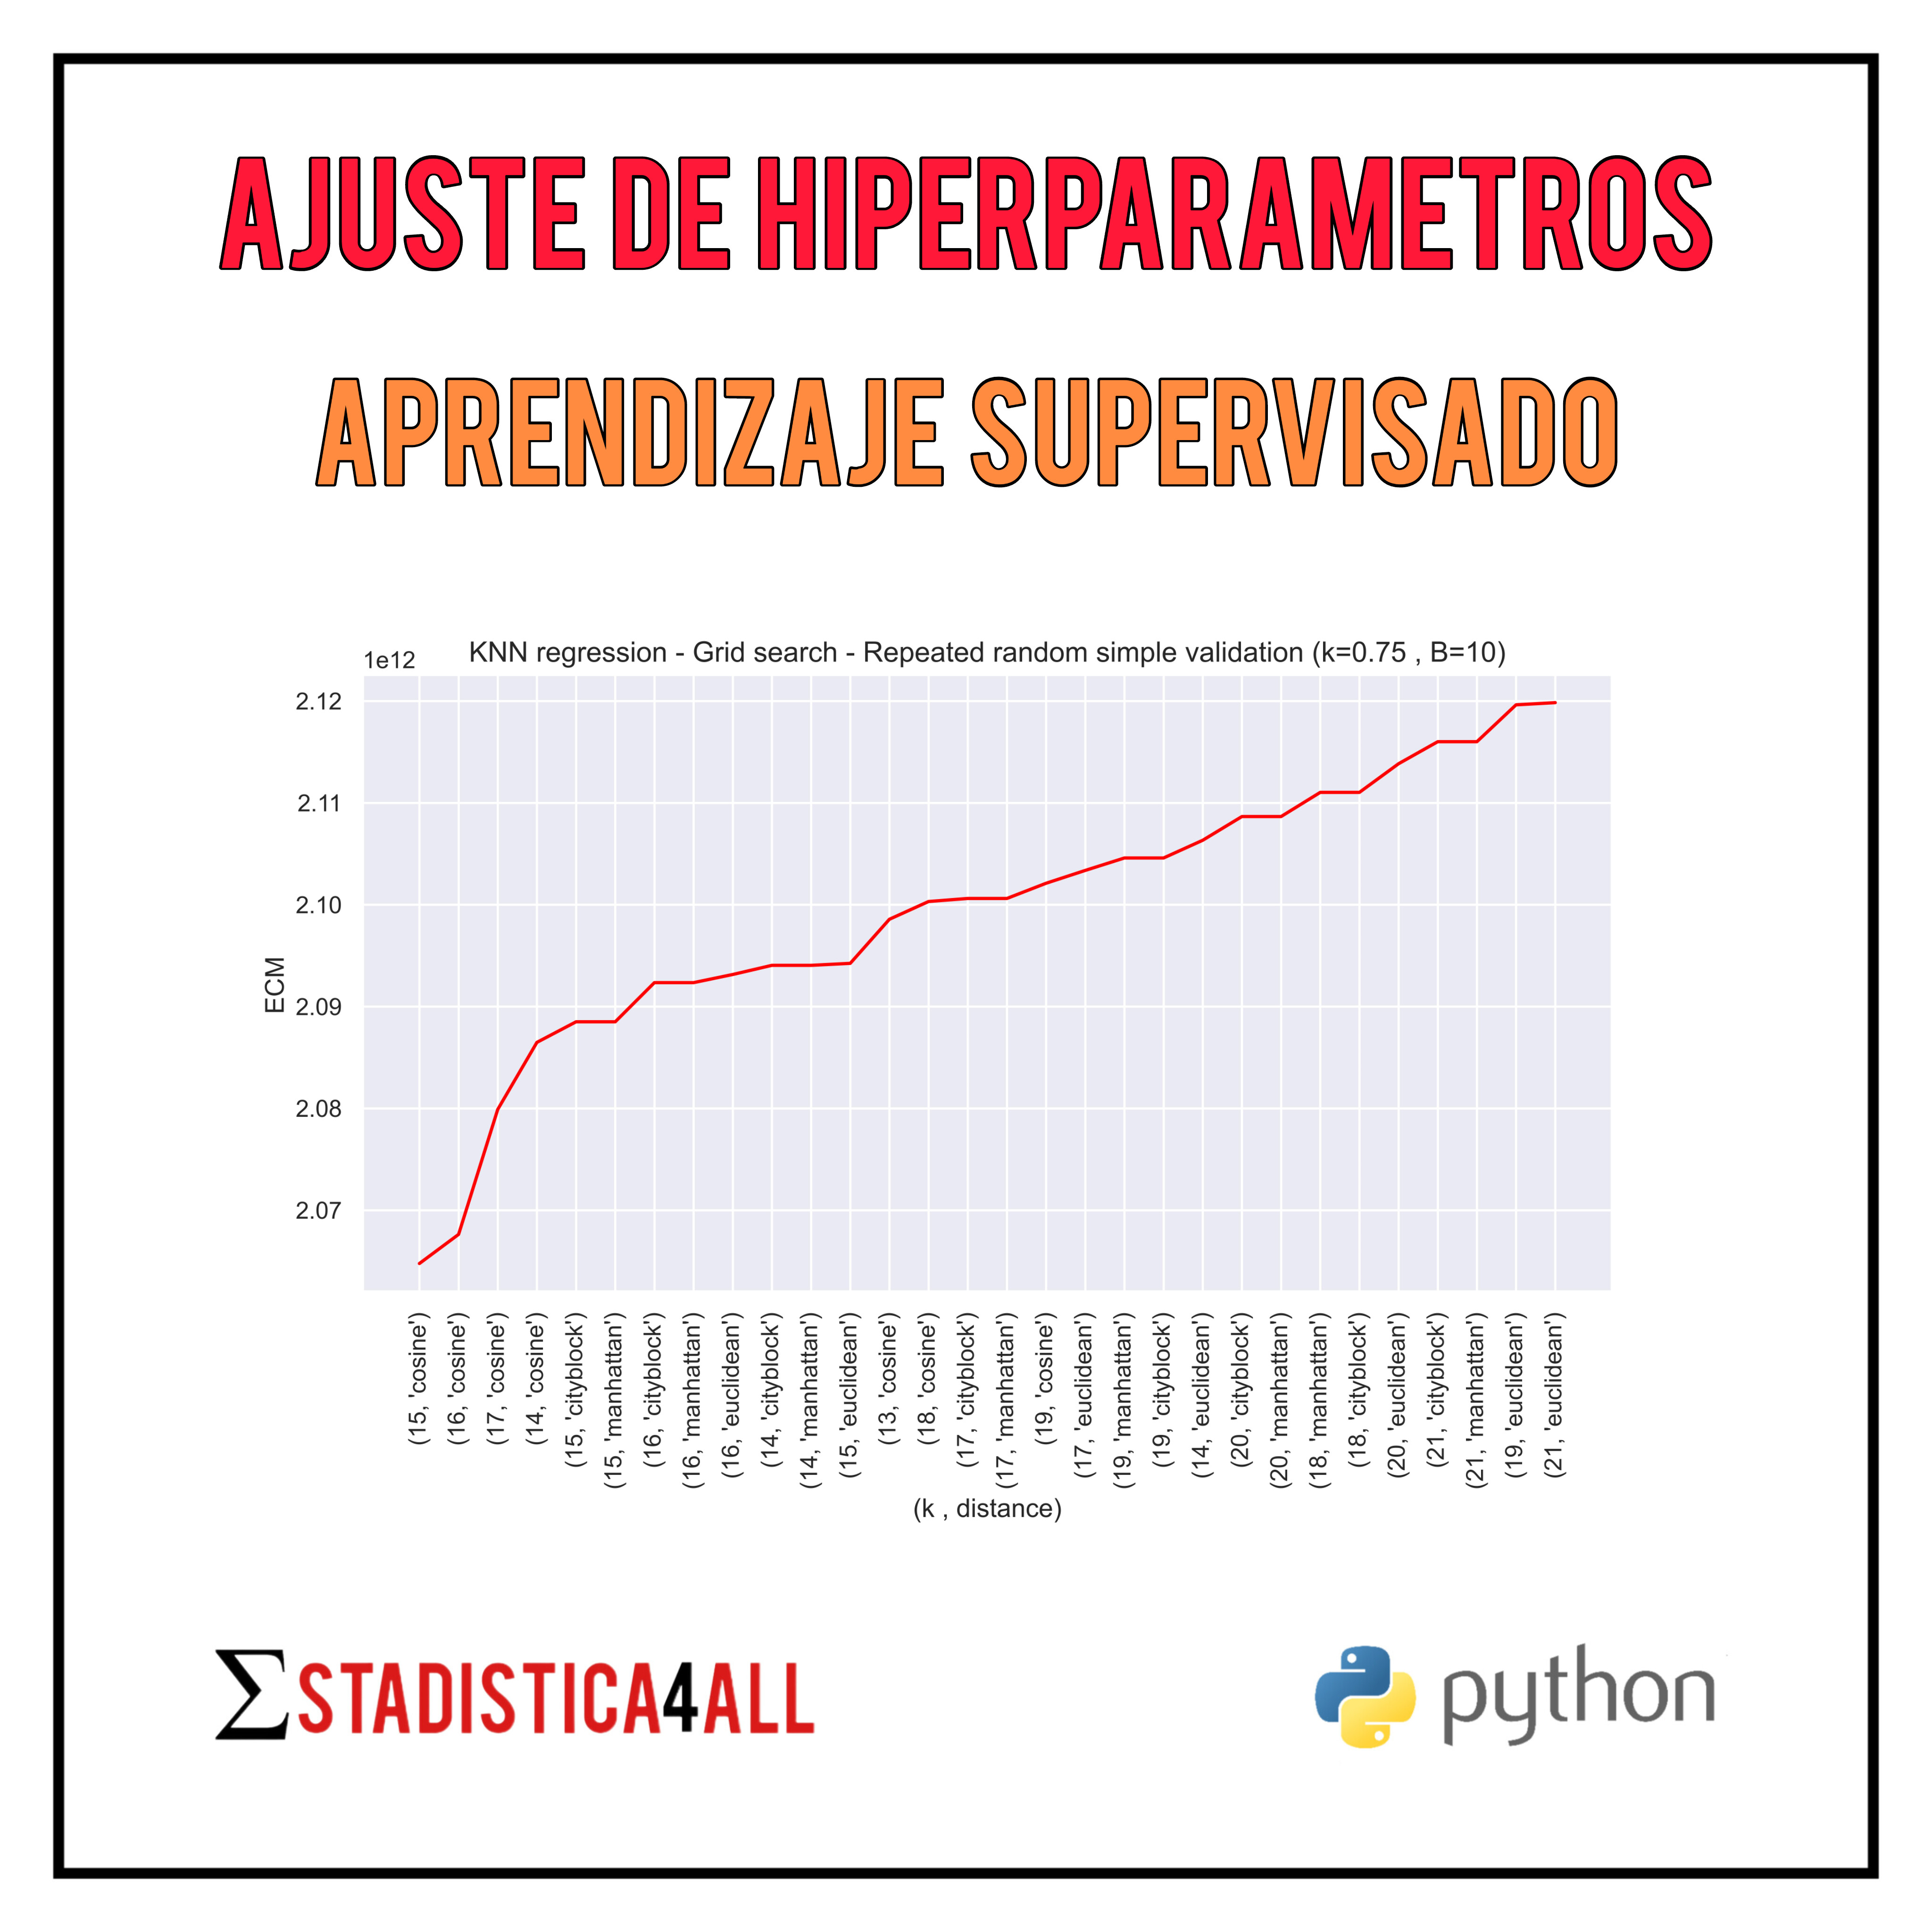 AJUSTE DE HIPERPARAMETROS
APRENDIZAJE SUPERVISADO
1e12
KNN regression - Grid search - Repeated random simple validation (k=0.75 , B=10)
2.12
2.11
2.10
2.09
2.08
2.07
ECM
(15, 'cosine')
(16, 'cosine')
(17, 'cosine')
(14, 'cosine')
(15, 'cityblock')
(15, 'manhattan')
(16, 'cityblock')
(16, 'manhattan')
(16, 'euclidean')
(14, 'cityblock')
(14, 'manhattan')
(15, 'euclidean')
(13, 'cosine')
(18, 'cosine')
(17, 'cityblock')
(17, 'manhattan')
(19, 'cosine')
(17, 'euclidean')
(19, 'manhattan')
(19, 'cityblock')
(14, 'euclidean')
(20, 'cityblock')
(20, 'manhattan')
(18, 'manhattan')
(18, 'cityblock')
(20, 'euclidean')
(21, 'cityblock')
(21, 'manhattan')
(19, 'euclidean')
(21, 'euclidean')
(k , distance)
ΣSTADISTICA4ALL
python